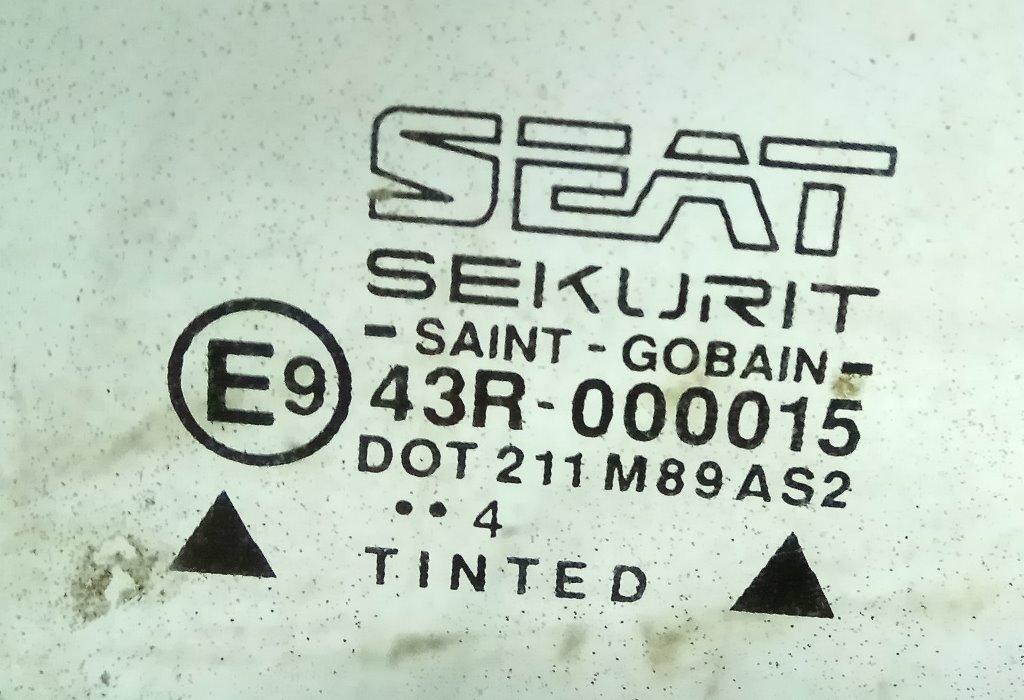 SEAT
SEKURIT
- SAINT - GOBAIN -
E9 43R-000015
DOT 211 M89 AS2
•• 4
TINTED